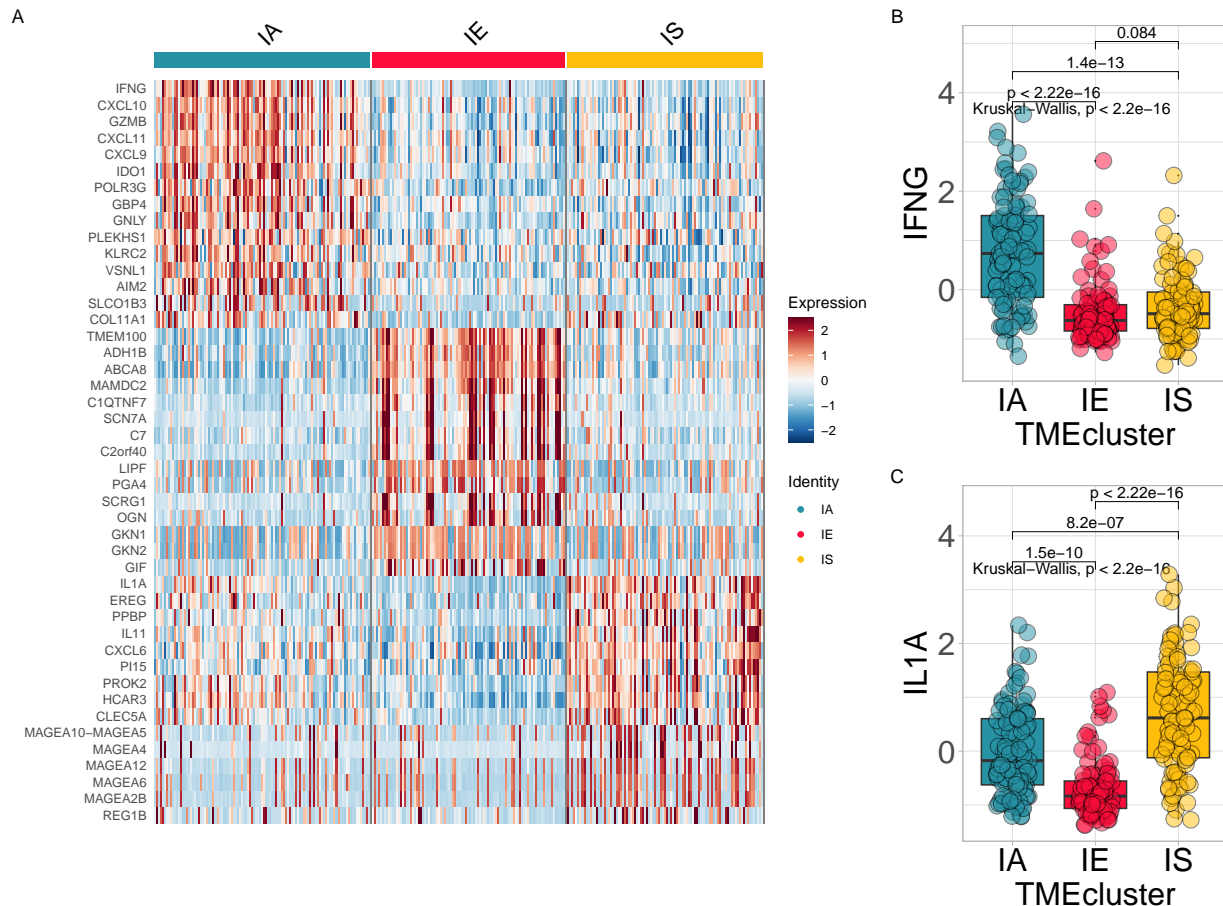 A
IA
IE
IS
IFNG
CXCL10
GZMB
CXCL11
CXCL9
IDO1
POLR3G
GBP4
GNLY
PLEKHS1
KLRC2
VSNL1
AIM2
SLCO1B3
COL11A1
TMEM100
ADH1B
ABCA8
MAMDC2
C1QTNF7
SCN7A
C7
C2orf40
LIPF
PGA4
SCRG1
OGN
GKN1
GKN2
GIF
IL1A
EREG
PPBP
IL11
CXCL6
PI15
PROK2
HCAR3
CLEC5A
MAGEA10−MAGEA5
MAGEA4
MAGEA12
MAGEA6
MAGEA2B
REG1B
Expression
2
1
0
−1
−2
Identity
IA
IE
IS
B
0.084
1.4e−13
p < 2.22e−16
Kruskal−Wallis, p < 2.2e−16
4
2
0
IFNG
IA
IE
IS
TMEcluster
C
p < 2.22e−16
8.2e−07
1.5e−10
Kruskal−Wallis, p < 2.2e−16
4
2
0
IL1A
IA
IE
IS
TMEcluster